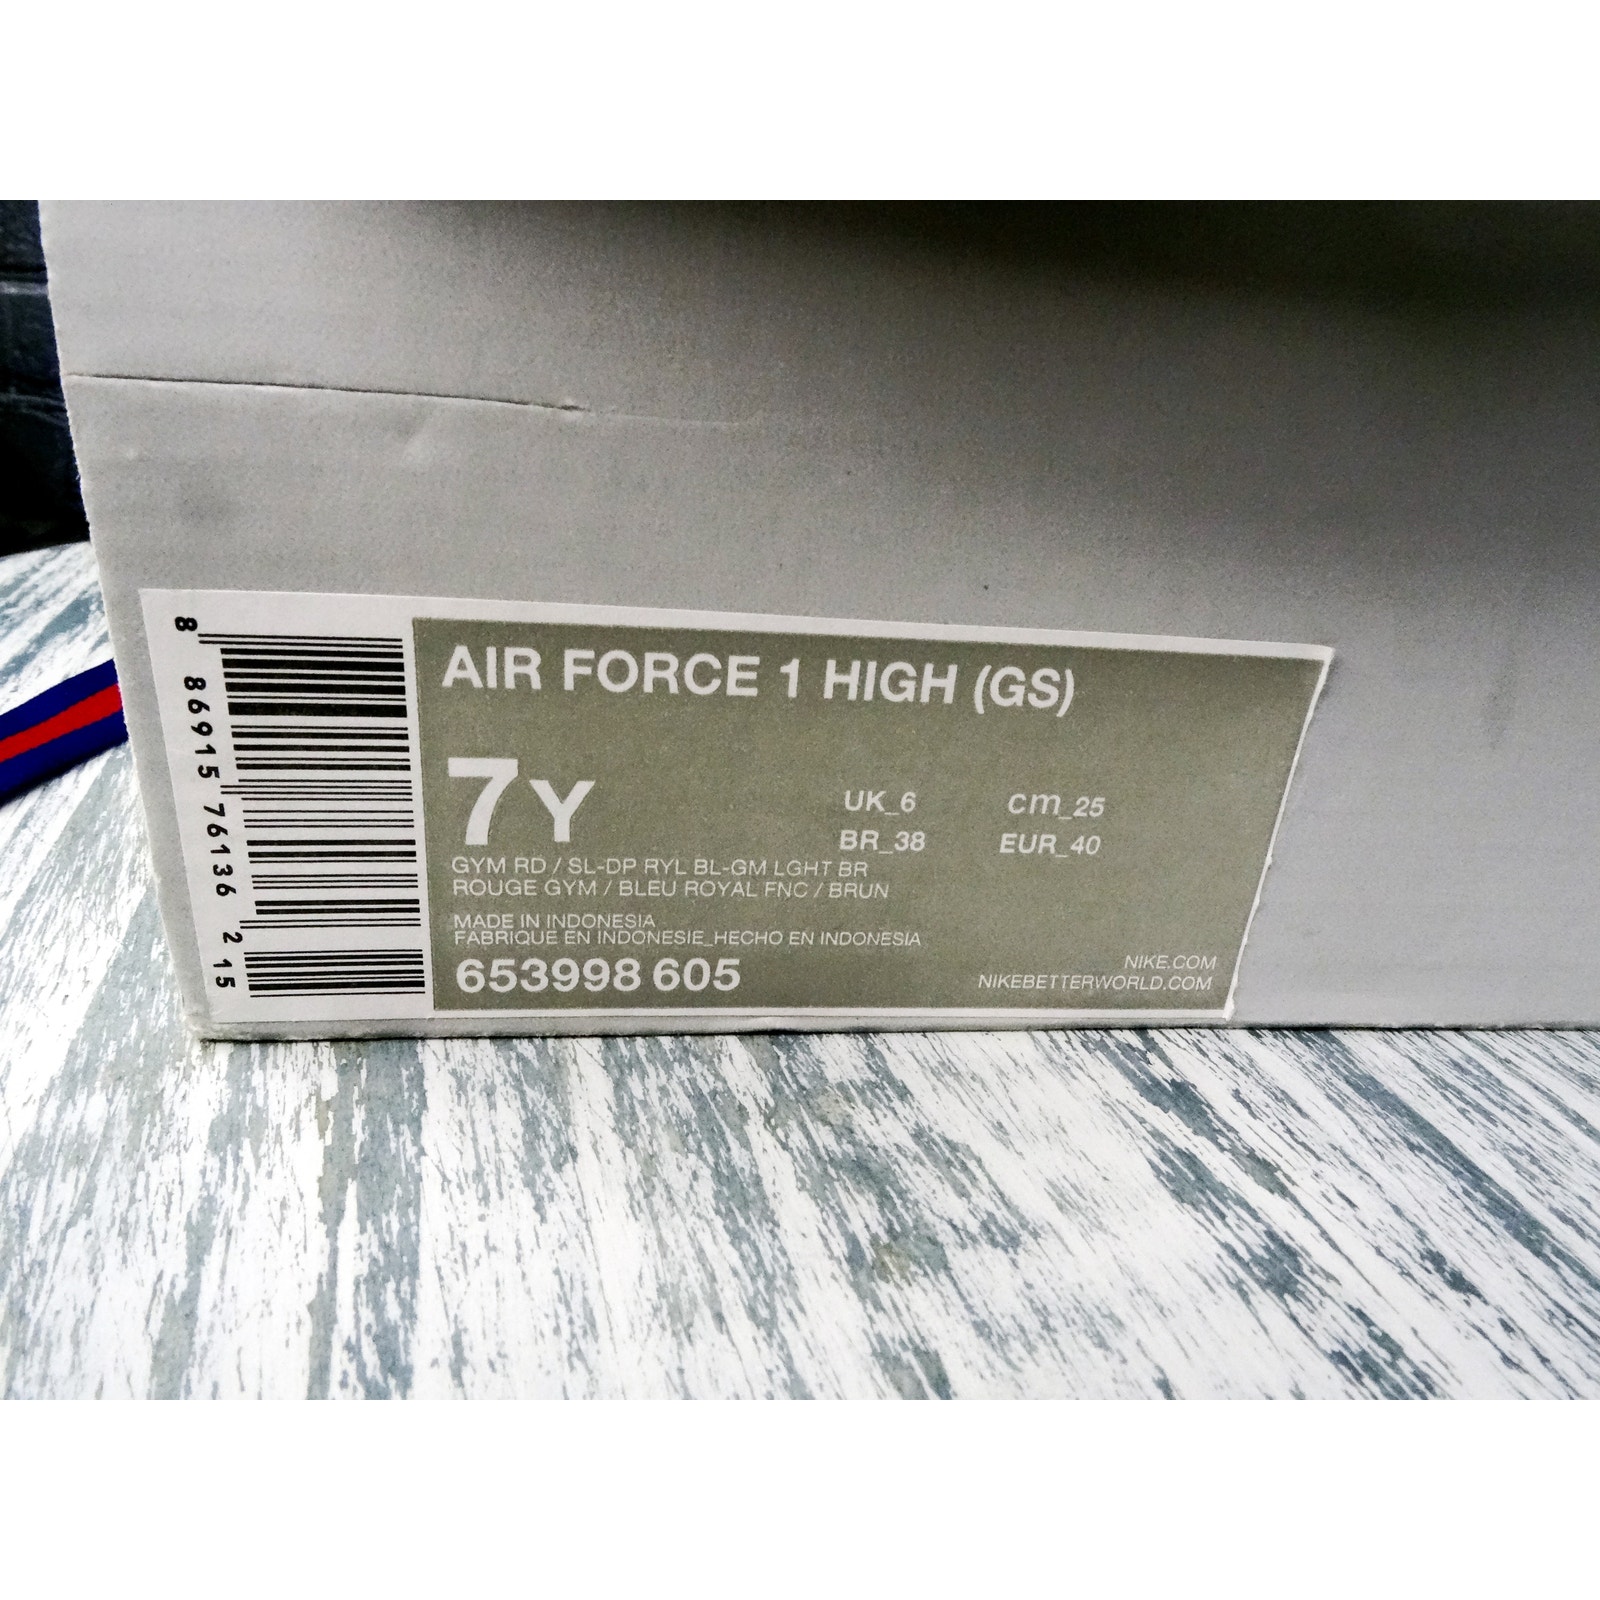 8 86915 76136 2 15
AIR FORCE 1 HIGH (GS)
7Y
UK_6 cm_25
BR_38 EUR_40
GYM RD / SL-DP RYL BL-GM LGHT BR
ROUGE GYM / BLEU ROYAL FNC / BRUN
MADE IN INDONESIA
FABRIQUE EN INDONESIE_HECHO EN INDONESIA
653998 605
NIKE.COM
NIKEBETTERWORLD.COM